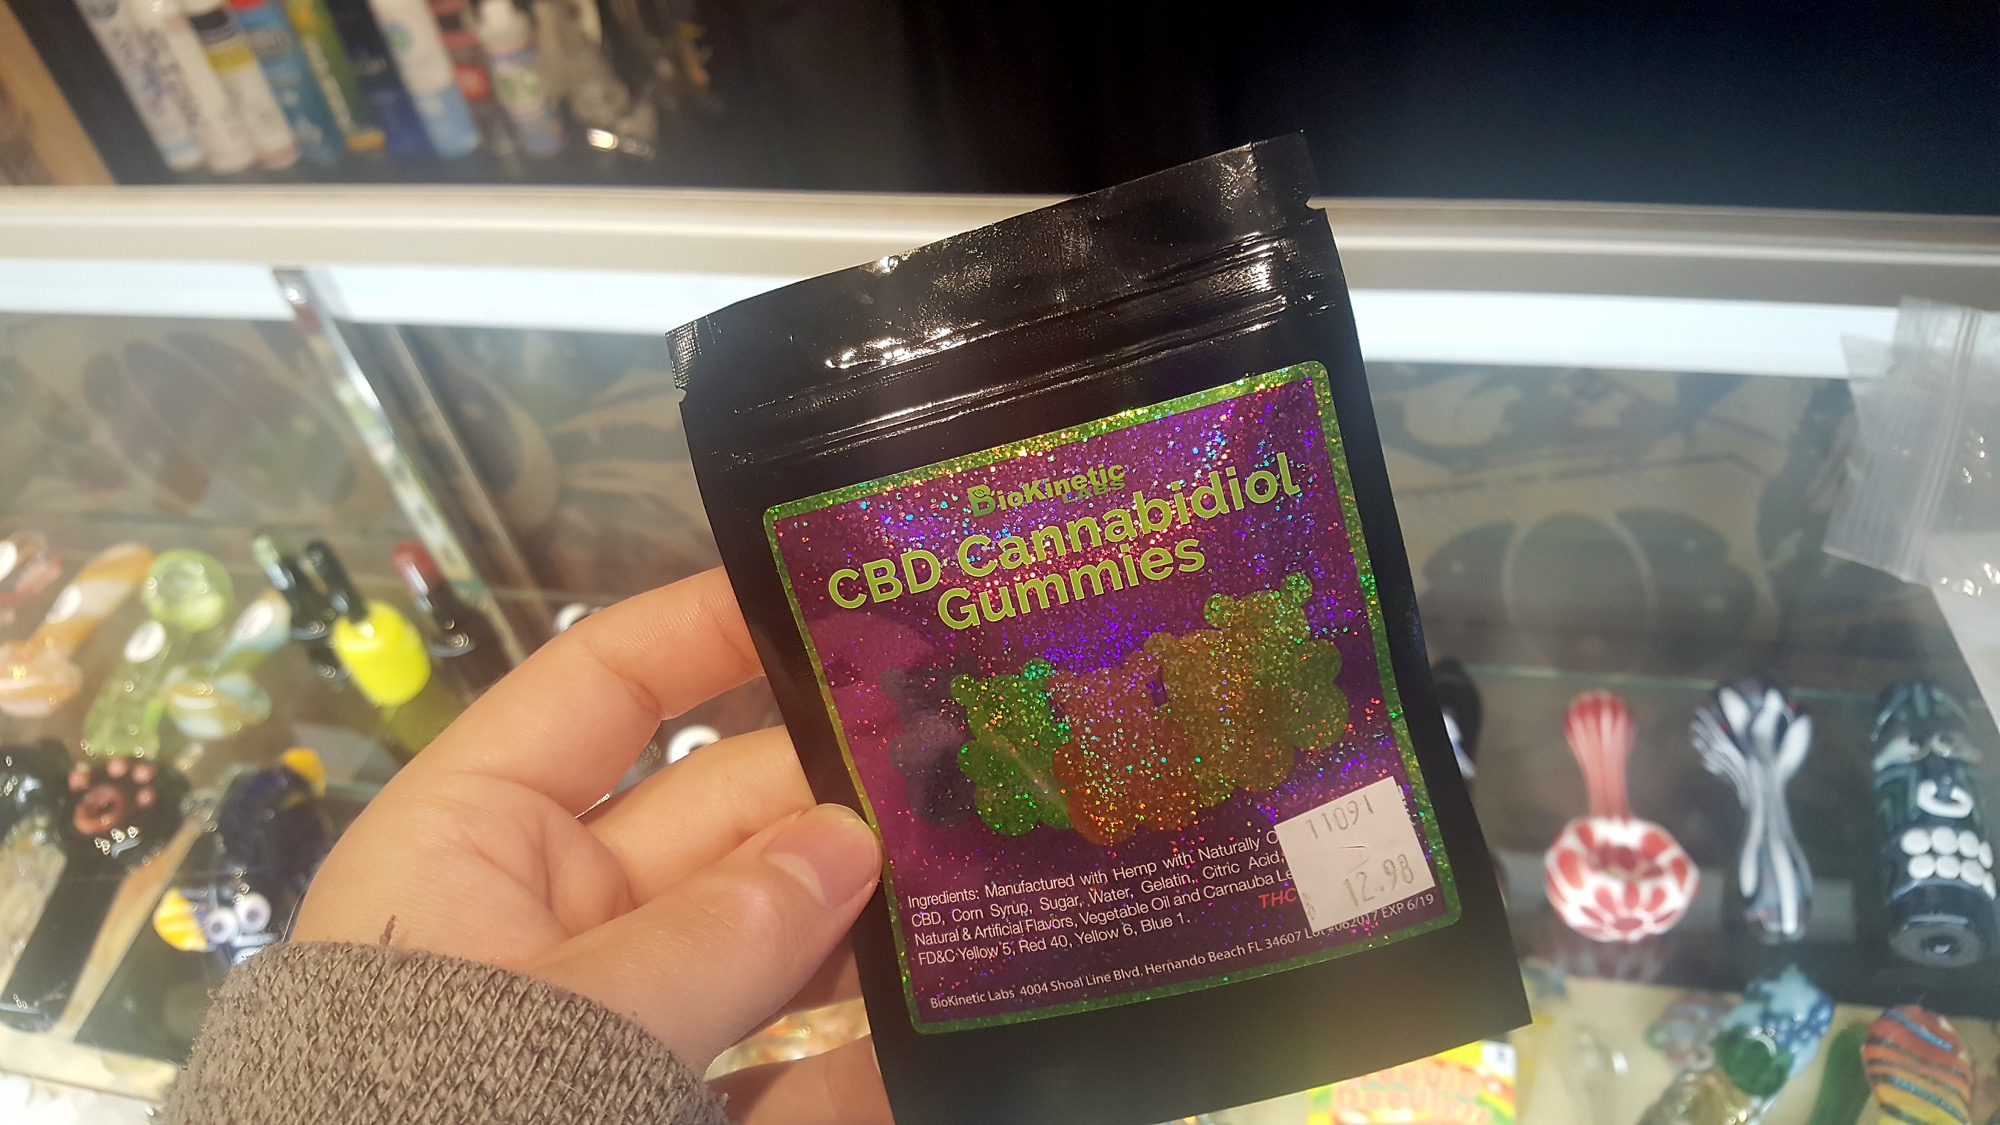 BioKinetic
LABS
CBD Cannabidiol
Gummies
11091
12.98
Ingredients: Manufactured with Hemp with Naturally
CBD, Corn Syrup, Sugar, Water, Gelatin, Citric Acid,
Natural & Artificial Flavors, Vegetable Oil and Carnauba
FD&C Yellow 5, Red 40, Yellow 6, Blue 1.
THC
BioKinetic Labs 4004 Shoal Line Blvd. Hernando Beach FL 34607 Lot #062017 EXP 6/19